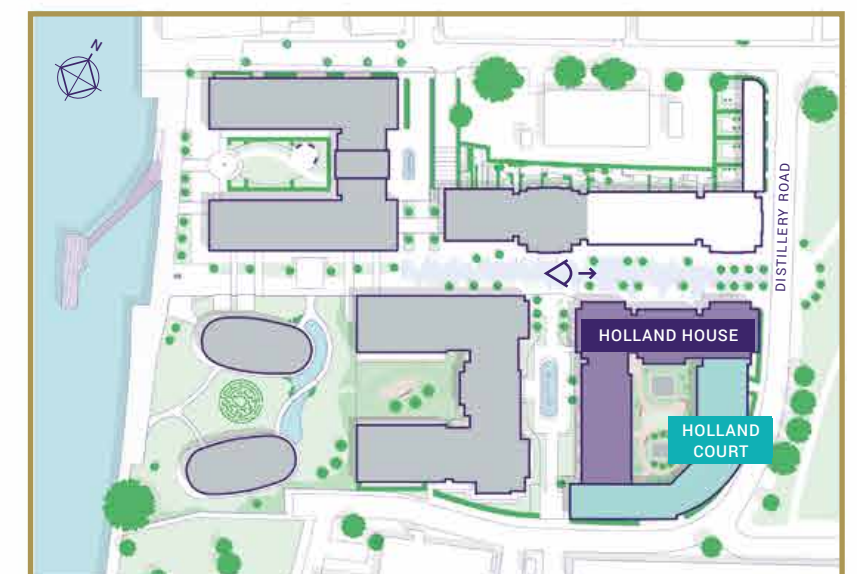 N
DISTILLERY ROAD
HOLLAND HOUSE
HOLLAND
COURT